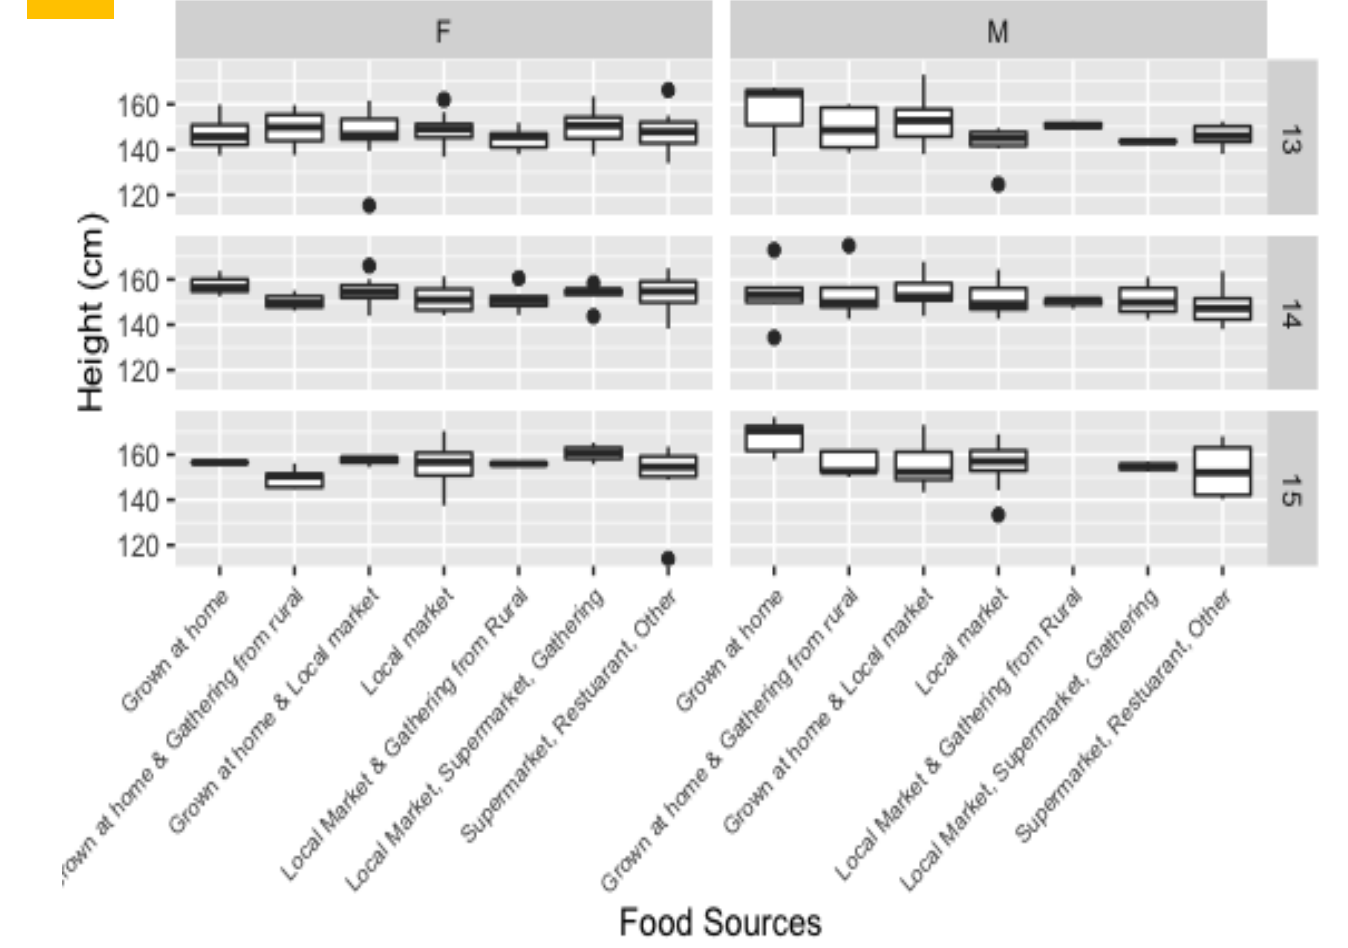 F
M
160
140
120
13
160
140
120
14
160
140
120
15
Height (cm)
Grown at home
rown at home & Gathering from rural
Grown at home & Local market
Local market
Local Market & Gathering from Rural
Local Market, Supermarket, Gathering
Supermarket, Restuarant, Other
Grown at home
Grown at home & Gathering from rural
Grown at home & Local market
Local market
Local Market & Gathering from Rural
Local Market, Supermarket, Gathering
Supermarket, Restuarant, Other
Food Sources